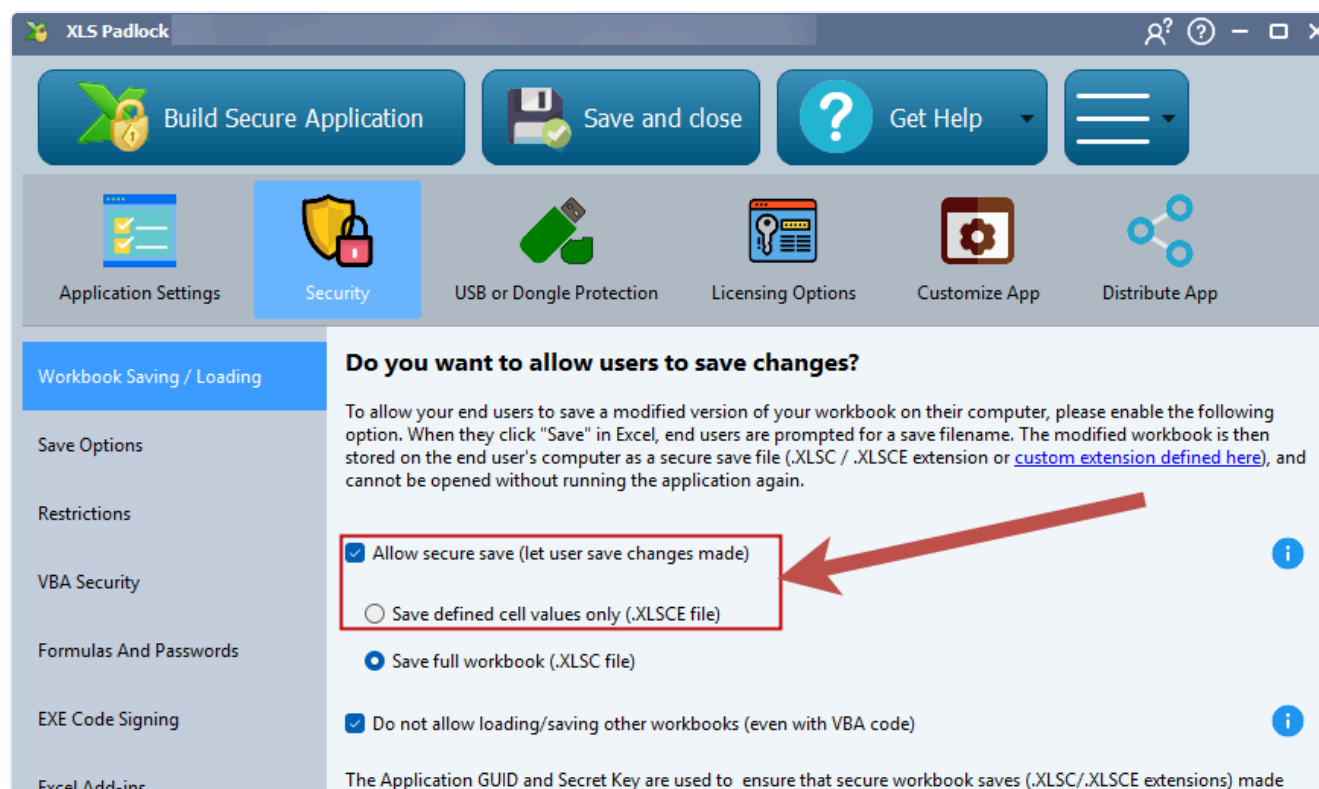 XLS Padlock
Build Secure Application
Save and close
Get Help
Application Settings
Security
USB or Dongle Protection
Licensing Options
Customize App
Distribute App
Workbook Saving / Loading
Save Options
Restrictions
VBA Security
Formulas And Passwords
EXE Code Signing
Excel Add-ins
Do you want to allow users to save changes?
To allow your end users to save a modified version of your workbook on their computer, please enable the following
option. When they click "Save" in Excel, end users are prompted for a save filename. The modified workbook is then
stored on the end user's computer as a secure save file (.XLSC / .XLSCE extension or custom extension defined here), and
cannot be opened without running the application again.
Allow secure save (let user save changes made)
Save defined cell values only (.XLSCE file)
Save full workbook (.XLSC file)
Do not allow loading/saving other workbooks (even with VBA code)
The Application GUID and Secret Key are used to ensure that secure workbook saves (.XLSC/.XLSCE extensions) made